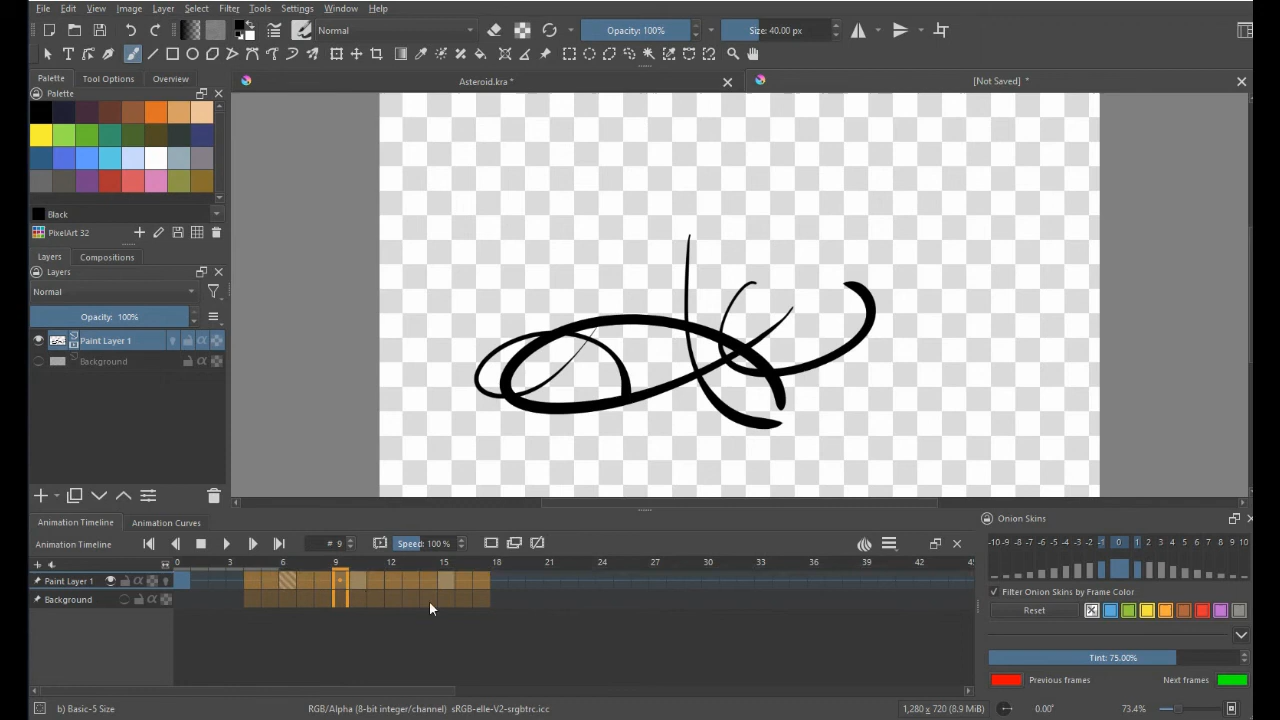 File Edit View Image Layer Select Filter Tools Settings Window Help
Normal Opacity: 100% Size: 40.00 px
Palette Tool Options Overview
Asteroid.kra * [Not Saved] *
Palette
Black
PixelArt 32
Layers Compositions
Layers
Normal
Opacity: 100%
Paint Layer 1
Background
Animation Timeline Animation Curves
Onion Skins
Animation Timeline # 9 Speed: 100 %
-10 -9 -8 -7 -6 -5 -4 -3 -2 -1 0 1 2 3 4 5 6 7 8 9 10
0 3 6 9 12 15 18 21 24 27 30 33 36 39 42 45
Paint Layer 1
Filter Onion Skins by Frame Color
Background
Reset
Tint: 75.00%
Previous frames Next frames
b) Basic-5 Size RGB/Alpha (8-bit integer/channel) sRGB-elle-V2-srgbtrc.icc 1,280 x 720 (8.9 MiB) 0.00° 73.4%